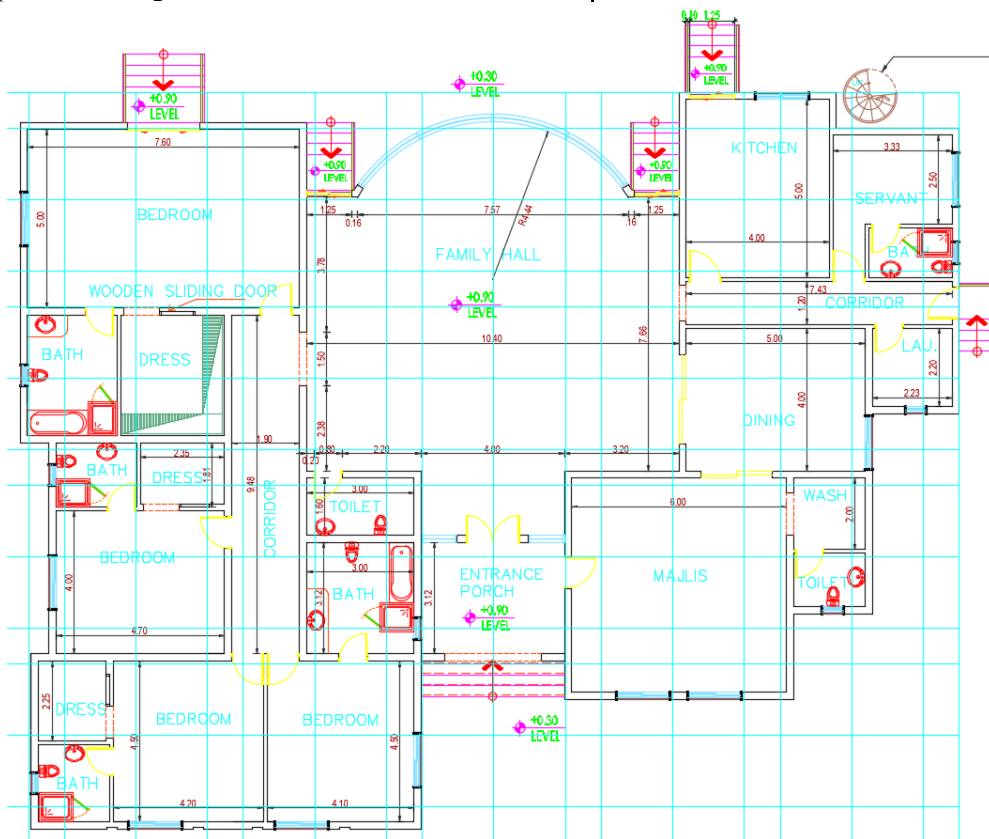 0.10 1.25
+0.90
LEVEL
+0.30
LEVEL
+0.90
LEVEL
7.60
+0.90
LEVEL
+0.90
LEVEL
KITCHEN
3.33
2.50
5.00
5.00
BEDROOM
1.25
0.16
7.57
R4.44
.16
1.25
SERVANT
4.00
FAMILY HALL
3.78
BATH
WOODEN SLIDING DOOR
+0.90
LEVEL
7.43
1.20
CORRIDOR
BATH
DRESS
1.50
10.40
7.66
5.00
LAU.
2.20
2.23
4.00
DINING
2.38
1.90
0.20
0.80
2.20
4.00
3.20
BATH
2.35
1.81
DRESS
9.48
CORRIDOR
3.00
1.60
TOILET
6.00
WASH
2.00
BEDROOM
4.00
4.70
3.00
3.12
BATH
3.12
ENTRANCE
PORCH
+0.90
LEVEL
MAJLIS
TOILET
2.25
DRESS
4.50
BEDROOM
BEDROOM
4.50
+0.30
LEVEL
BATH
4.20
4.10